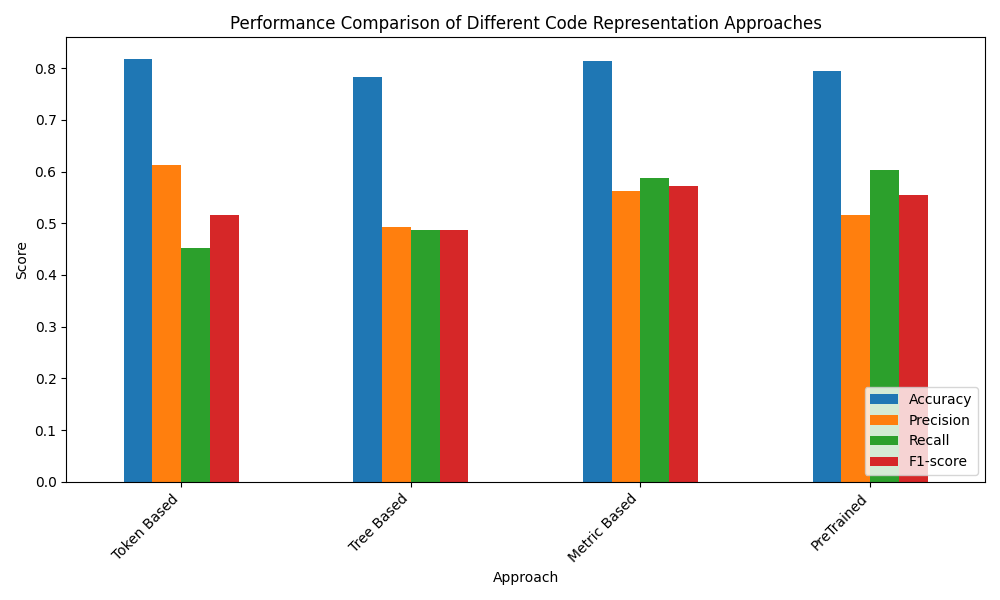 Performance Comparison of Different Code Representation Approaches
0.8
0.7
0.6
0.5
0.4
0.3
0.2
0.1
0.0
Score
Accuracy
Precision
Recall
F1-score
Token Based
Tree Based
Metric Based
PreTrained
Approach